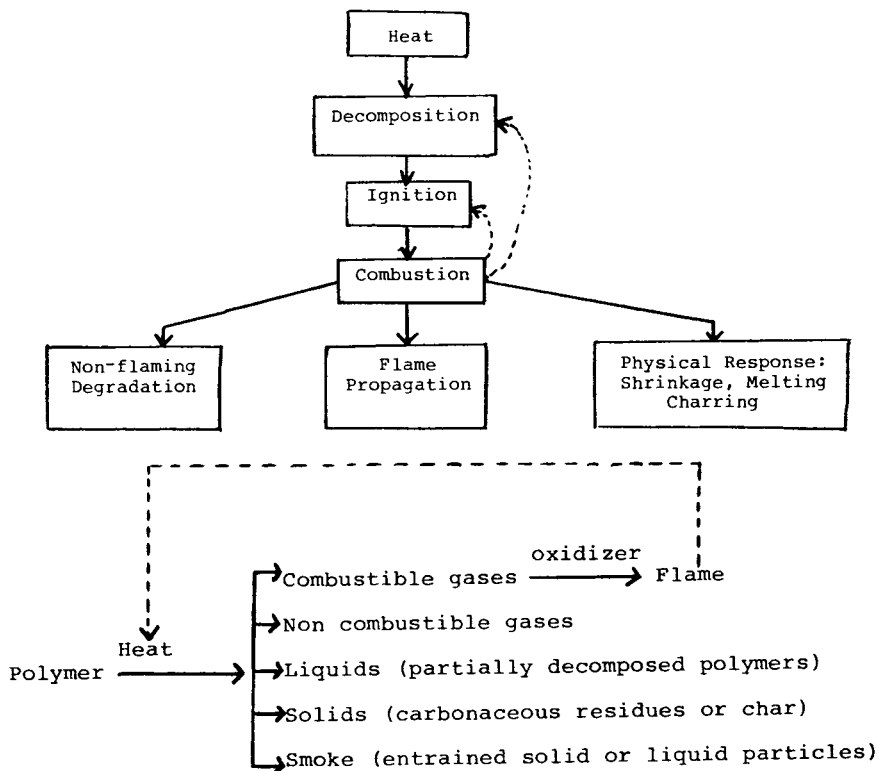 Heat
Decomposition
Ignition
Combustion
Non-flaming
Degradation
Flame
Propagation
Physical Response:
Shrinkage, Melting
Charring
oxidizer
Combustible gases
Flame
Non combustible gases
Heat
Polymer
Liquids (partially decomposed polymers)
Solids (carbonaceous residues or char)
Smoke (entrained solid or liquid particles)